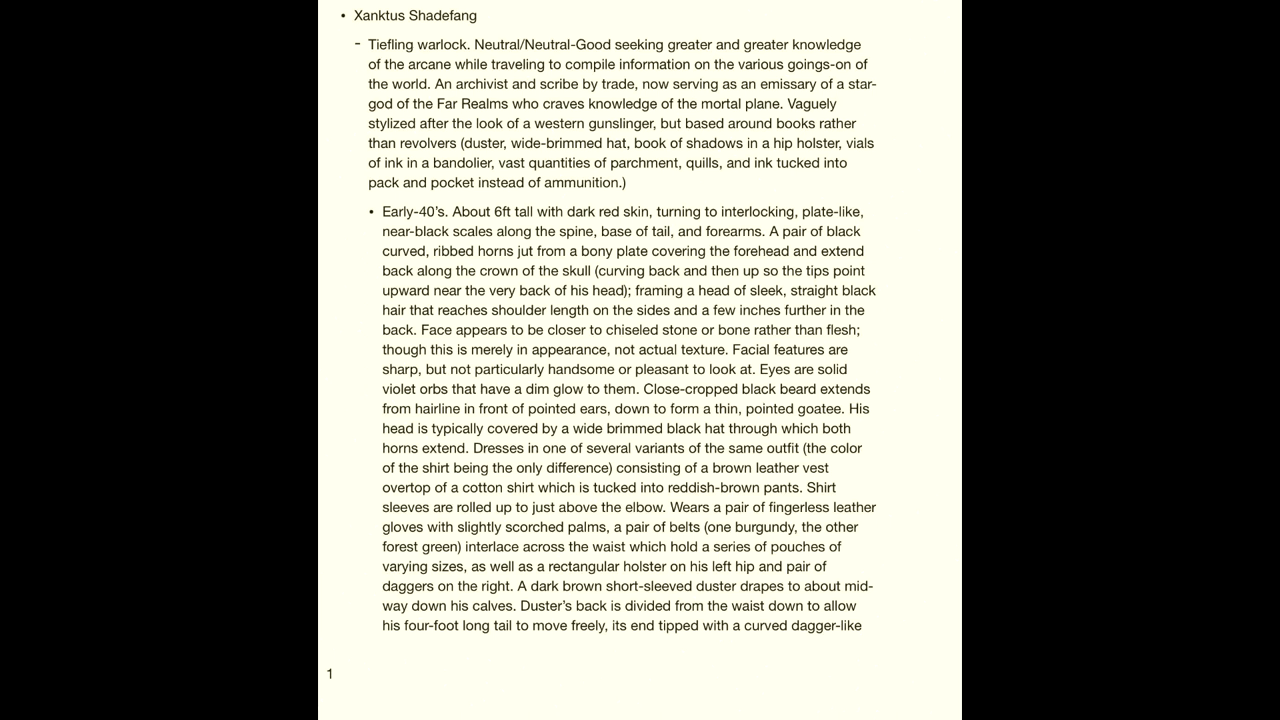 • Xanktus Shadefang
- Tiefling warlock. Neutral/Neutral-Good seeking greater and greater knowledge
of the arcane while traveling to compile information on the various goings-on of
the world. An archivist and scribe by trade, now serving as an emissary of a star-
god of the Far Realms who craves knowledge of the mortal plane. Vaguely
stylized after the look of a western gunslinger, but based around books rather
than revolvers (duster, wide-brimmed hat, book of shadows in a hip holster, vials
of ink in a bandolier, vast quantities of parchment, quills, and ink tucked into
pack and pocket instead of ammunition.)
• Early-40’s. About 6ft tall with dark red skin, turning to interlocking, plate-like,
near-black scales along the spine, base of tail, and forearms. A pair of black
curved, ribbed horns jut from a bony plate covering the forehead and extend
back along the crown of the skull (curving back and then up so the tips point
upward near the very back of his head); framing a head of sleek, straight black
hair that reaches shoulder length on the sides and a few inches further in the
back. Face appears to be closer to chiseled stone or bone rather than flesh;
though this is merely in appearance, not actual texture. Facial features are
sharp, but not particularly handsome or pleasant to look at. Eyes are solid
violet orbs that have a dim glow to them. Close-cropped black beard extends
from hairline in front of pointed ears, down to form a thin, pointed goatee. His
head is typically covered by a wide brimmed black hat through which both
horns extend. Dresses in one of several variants of the same outfit (the color
of the shirt being the only difference) consisting of a brown leather vest
overtop of a cotton shirt which is tucked into reddish-brown pants. Shirt
sleeves are rolled up to just above the elbow. Wears a pair of fingerless leather
gloves with slightly scorched palms, a pair of belts (one burgundy, the other
forest green) interlace across the waist which hold a series of pouches of
varying sizes, as well as a rectangular holster on his left hip and pair of
daggers on the right. A dark brown short-sleeved duster drapes to about mid-
way down his calves. Duster’s back is divided from the waist down to allow
his four-foot long tail to move freely, its end tipped with a curved dagger-like
1